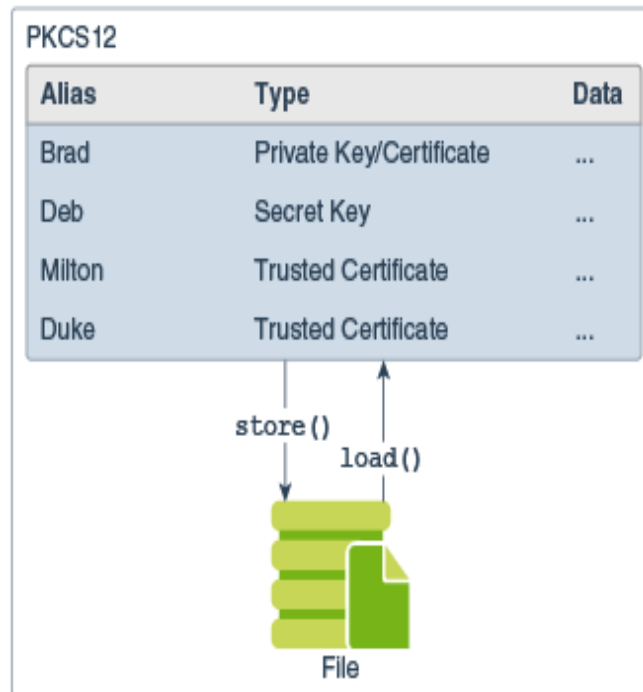 PKCS12
Alias Type Data
Brad Private Key/Certificate ...
Deb Secret Key ...
Milton Trusted Certificate ...
Duke Trusted Certificate ...
store()
load()
File